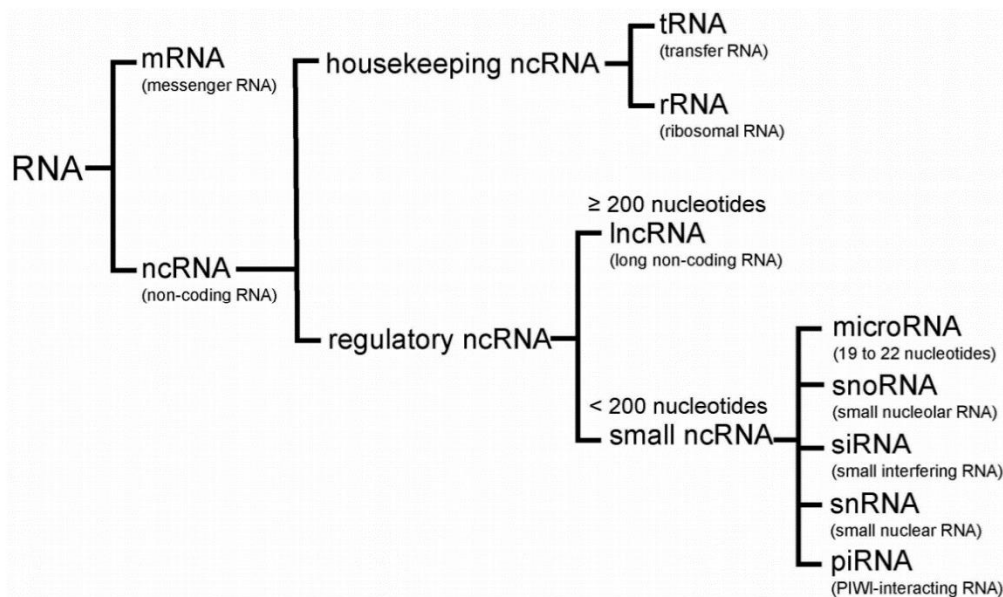 RNA
mRNA
(messenger RNA)
ncRNA
(non-coding RNA)
housekeeping ncRNA
tRNA
(transfer RNA)
rRNA
(ribosomal RNA)
regulatory ncRNA
≥ 200 nucleotides
lncRNA
(long non-coding RNA)
< 200 nucleotides
small ncRNA
microRNA
(19 to 22 nucleotides)
snoRNA
(small nucleolar RNA)
siRNA
(small interfering RNA)
snRNA
(small nuclear RNA)
piRNA
(PIWI-interacting RNA)